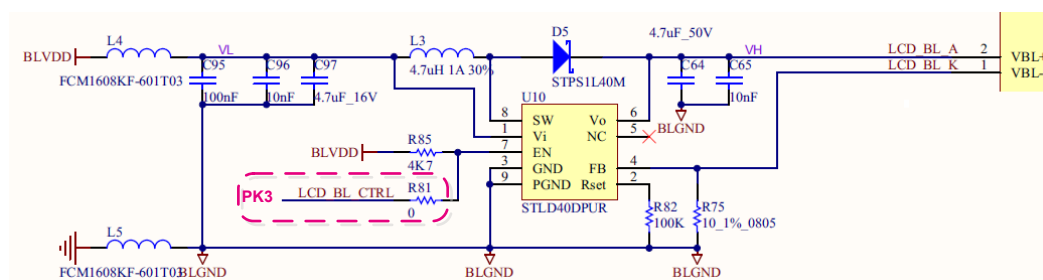 L4
BLVDD
FCM1608KF-601T03
VL
C95
100nF
C96
10nF
C97
4.7uF_16V
L3
4.7uH 1A 30%
D5
STPS1L40M
4.7uF_50V
VH
C64
C65
10nF
BLGND
LCD_BL_A
2
VBL+
LCD_BL_K
1
VBL-
U10
8 SW Vo 6
1 Vi NC 5
7 EN
3 GND FB 4
9 PGND Rset 2
STLD40DPUR
BLVDD
R85
4K7
PK3
LCD_BL_CTRL
R81
0
R82
100K
R75
10_1%_0805
L5
FCM1608KF-601T03
BLGND
BLGND
BLGND